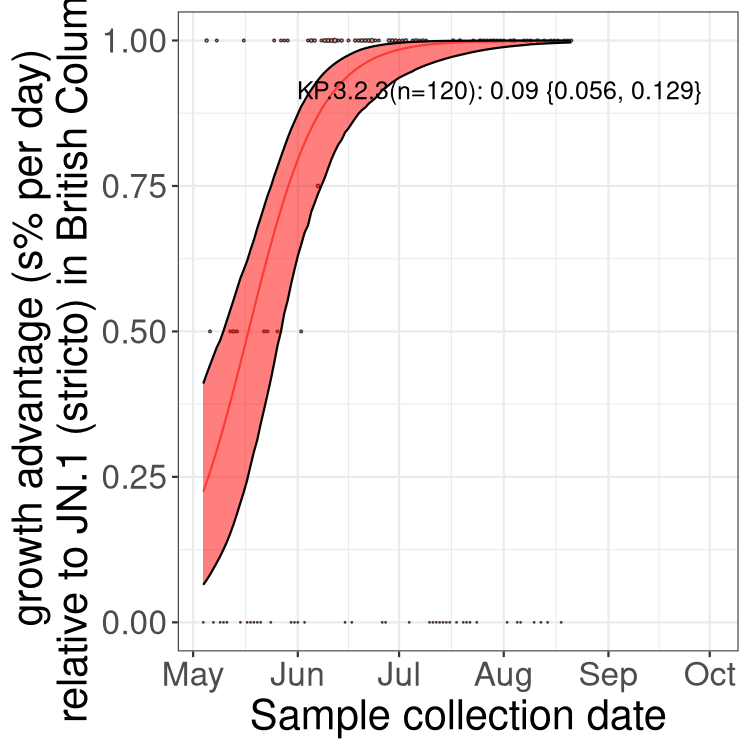 growth advantage (s% per day)
relative to JN.1 (stricto) in British Colum
1.00
0.75
0.50
0.25
0.00
KP.3.2.3(n=120): 0.09 {0.056, 0.129}
May Jun Jul Aug Sep Oct
Sample collection date